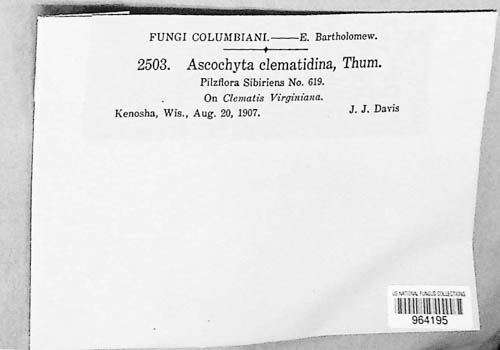 FUNGI COLUMBIANI.——E. Bartholomew.
2503. Ascochyta clematidina, Thum.
Pilzflora Sibiriens No. 619.
On Clematis Virginiana.
Kenosha, Wis., Aug. 20, 1907. J. J. Davis
US NATIONAL FUNGUS COLLECTIONS
964195